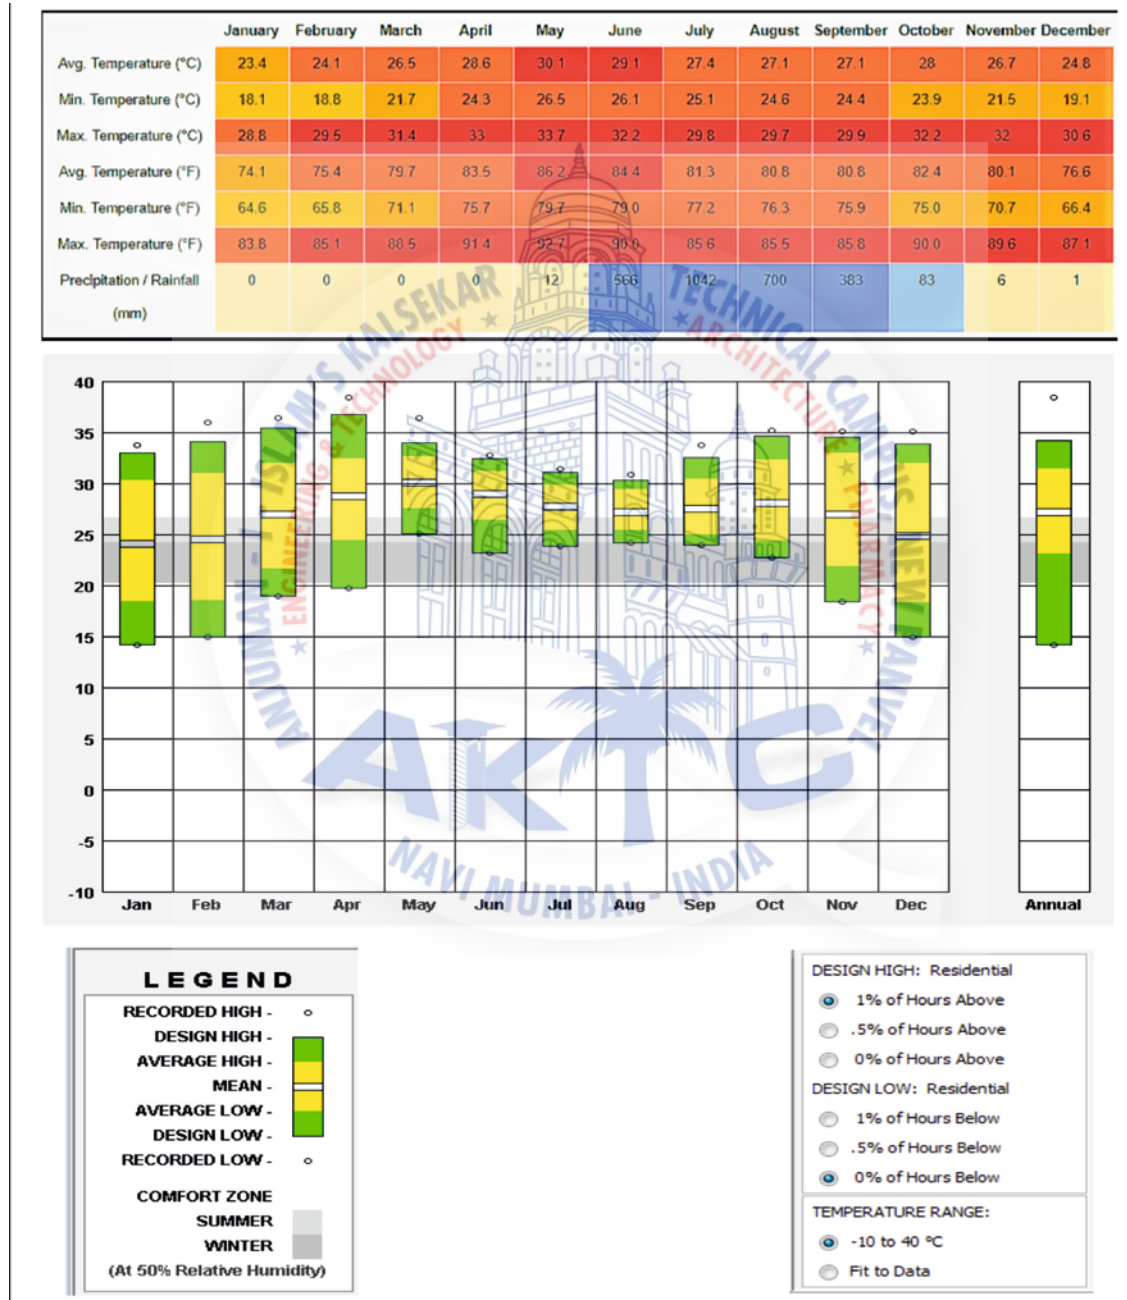 January February March April May June July August September October November December
Avg. Temperature (°C) 23.4 24.1 26.5 28.6 30.1 29.1 27.4 27.1 27.1 28 26.7 24.8
Min. Temperature (°C) 18.1 18.8 21.7 24.3 26.5 26.1 25.1 24.6 24.4 23.9 21.5 19.1
Max. Temperature (°C) 28.8 29.5 31.4 33 33.7 32.2 29.8 29.7 29.9 32.2 32 30.6
Avg. Temperature (°F) 74.1 75.4 79.7 83.5 86.2 84.4 81.3 80.8 80.8 82.4 80.1 76.6
Min. Temperature (°F) 64.6 65.8 71.1 75.7 79.7 79.0 77.2 76.3 75.9 75.0 70.7 66.4
Max. Temperature (°F) 83.8 85.1 88.5 91.4 92.7 90.0 85.6 85.5 85.8 90.0 89.6 87.1
Precipitation / Rainfall 0 0 0 0 12 566 1042 700 383 83 6 1
(mm)
ANJUMAN-I-ISLAM'S KALSEKAR TECHNICAL CAMPUS, NEW PANVEL
★ ENGINEERING & TECHNOLOGY ★ ★ ARCHITECTURE ★ PHARMACY ★
AKTC
NAVI MUMBAI - INDIA
40
35
30
25
20
15
10
5
0
-5
-10
Jan Feb Mar Apr May Jun Jul Aug Sep Oct Nov Dec Annual
LEGEND
RECORDED HIGH -
DESIGN HIGH -
AVERAGE HIGH -
MEAN -
AVERAGE LOW -
DESIGN LOW -
RECORDED LOW -
COMFORT ZONE
SUMMER
WINTER
(At 50% Relative Humidity)
DESIGN HIGH: Residential
1% of Hours Above
.5% of Hours Above
0% of Hours Above
DESIGN LOW: Residential
1% of Hours Below
.5% of Hours Below
0% of Hours Below
TEMPERATURE RANGE:
-10 to 40 °C
Fit to Data